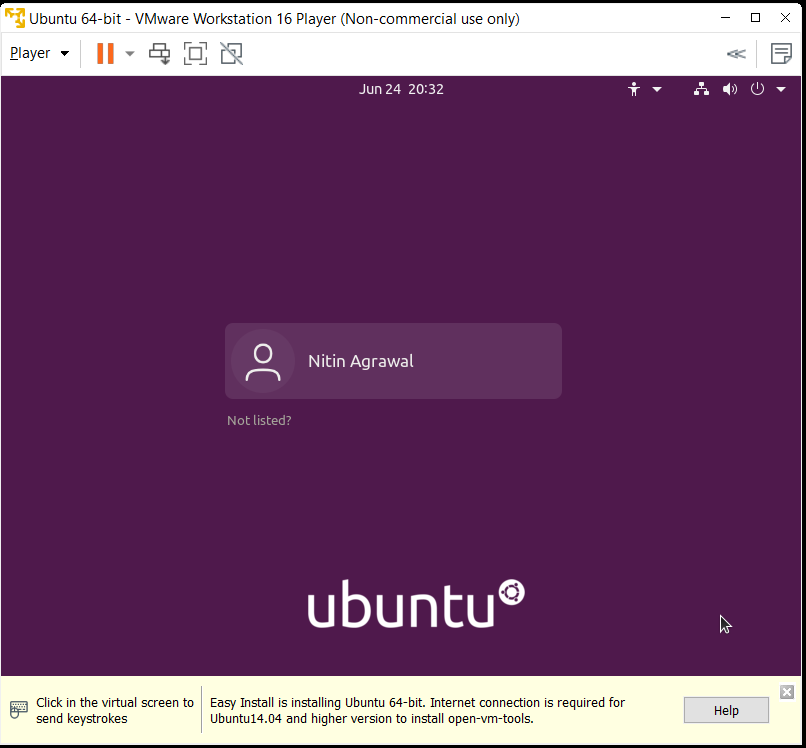 Ubuntu 64-bit - VMware Workstation 16 Player (Non-commercial use only)
Player
Jun 24 20:32
Nitin Agrawal
Not listed?
ubuntu
Click in the virtual screen to
send keystrokes
Easy Install is installing Ubuntu 64-bit. Internet connection is required for
Ubuntu14.04 and higher version to install open-vm-tools.
Help